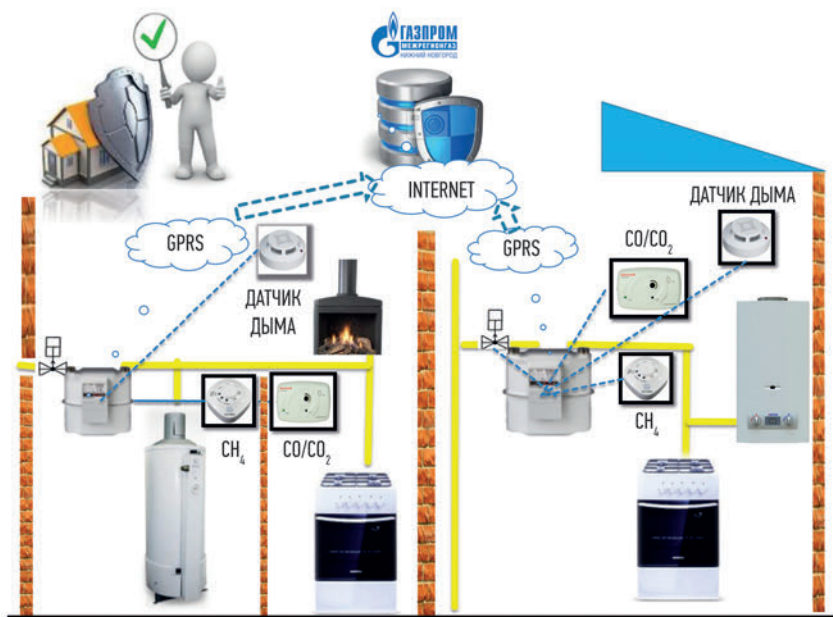 ГАЗПРОМ
МЕЖРЕГИОНГАЗ
НИЖНИЙ НОВГОРОД
INTERNET
GPRS
ДАТЧИК
ДЫМА
CH₄
CO/CO₂
GPRS
CO/CO₂
ДАТЧИК ДЫМА
CH₄